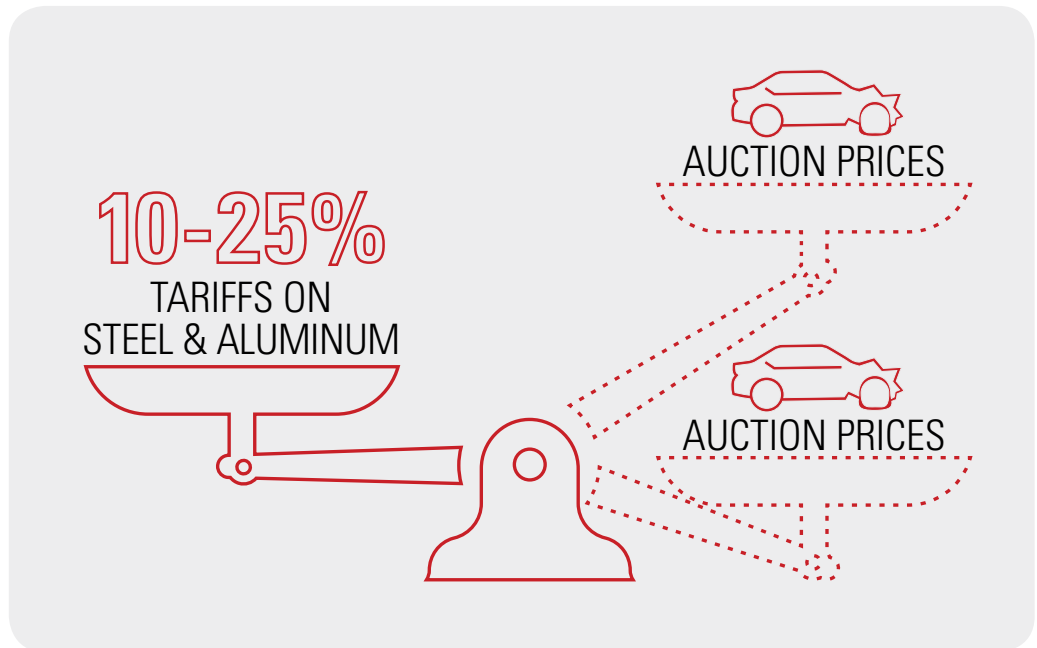 10-25%
TARIFFS ON
STEEL & ALUMINUM
AUCTION PRICES
AUCTION PRICES